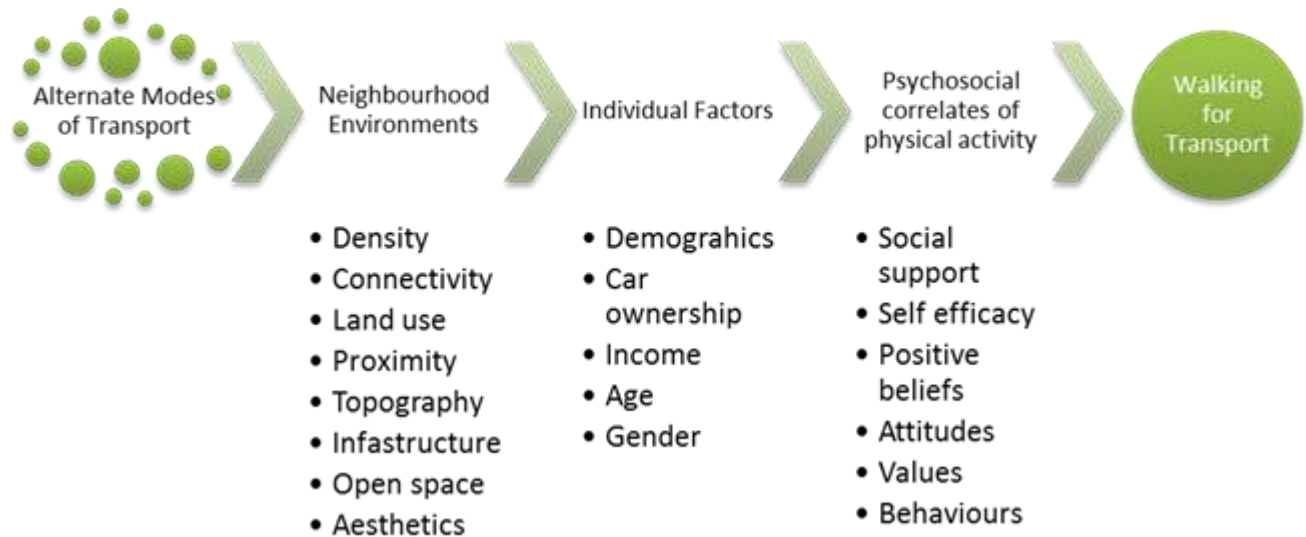 Alternate Modes
of Transport
Neighbourhood
Environments
Individual Factors
Psychosocial
correlates of
physical activity
Walking
for
Transport
• Density
• Connectivity
• Land use
• Proximity
• Topography
• Infastructure
• Open space
• Aesthetics
• Demograhics
• Car
ownership
• Income
• Age
• Gender
• Social
support
• Self efficacy
• Positive
beliefs
• Attitudes
• Values
• Behaviours